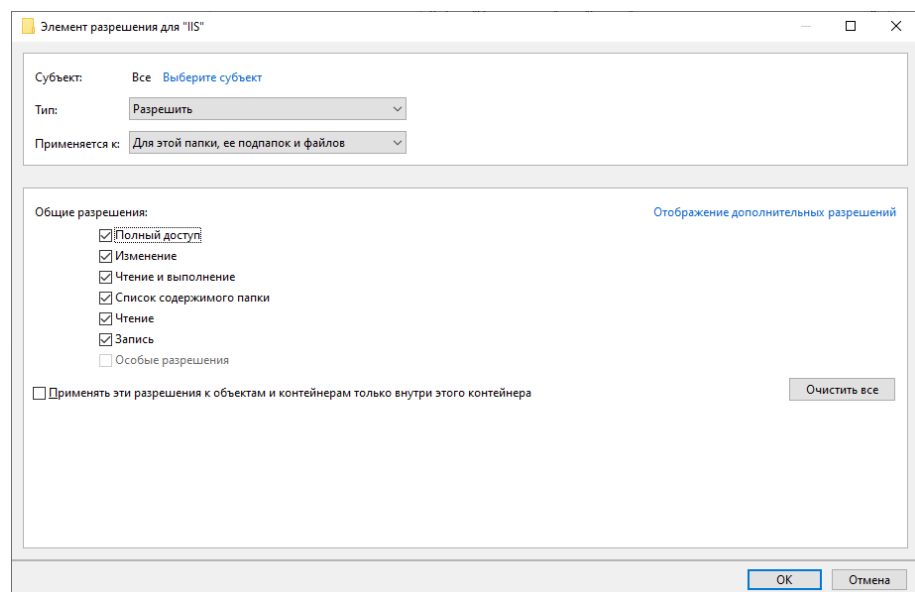 Элемент разрешения для "IIS"
Субъект: Все Выберите субъект
Тип: Разрешить
Применяется к: Для этой папки, ее подпапок и файлов
Общие разрешения: Отображение дополнительных разрешений
Полный доступ
Изменение
Чтение и выполнение
Список содержимого папки
Чтение
Запись
Особые разрешения
Применять эти разрешения к объектам и контейнерам только внутри этого контейнера Очистить все
ОК Отмена